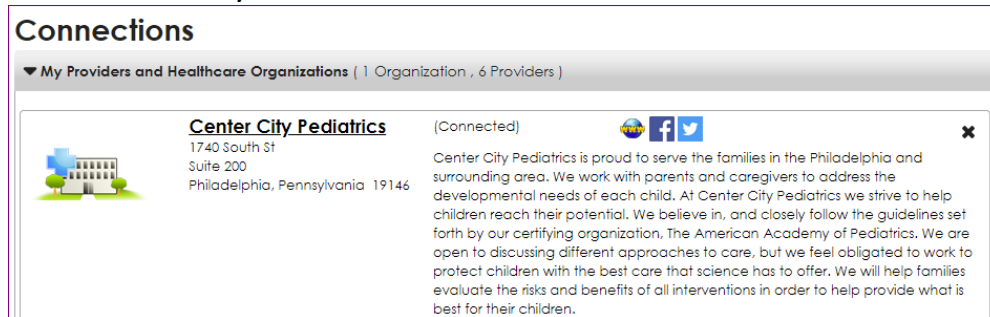 Connections
My Providers and Healthcare Organizations ( 1 Organization , 6 Providers )
Center City Pediatrics
1740 South St
Suite 200
Philadelphia, Pennsylvania 19146
(Connected)
www
Center City Pediatrics is proud to serve the families in the Philadelphia and
surrounding area. We work with parents and caregivers to address the
developmental needs of each child. At Center City Pediatrics we strive to help
children reach their potential. We believe in, and closely follow the guidelines set
forth by our certifying organization, The American Academy of Pediatrics. We are
open to discussing different approaches to care, but we feel obligated to work to
protect children with the best care that science has to offer. We will help families
evaluate the risks and benefits of all interventions in order to help provide what is
best for their children.